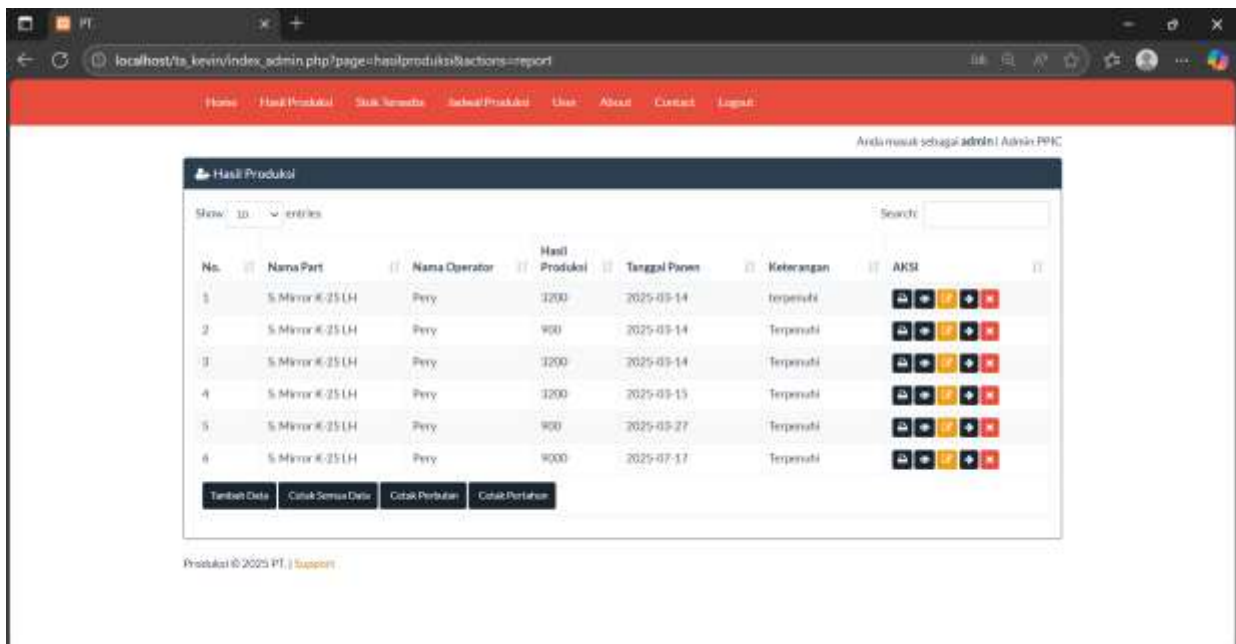 PT.
localhost/ta_kevin/index_admin.php?page=hasilproduksi&actions=report
Home Hasil Produksi Stok Tersedia Jadwal Produksi User About Contact Logout
Anda masuk sebagai admin | Admin PPIC
Hasil Produksi
Show 10 entries Search:
No. Nama Part Nama Operator Hasil Produksi Tanggal Panen Keterangan AKSI
1 S. Mirror K-25 LH Pery 3200 2025-03-14 terpenuhi
2 S. Mirror K-25 LH Pery 900 2025-03-14 Terpenuhi
3 S. Mirror K-25 LH Pery 3200 2025-03-14 Terpenuhi
4 S. Mirror K-25 LH Pery 3200 2025-03-15 Terpenuhi
5 S. Mirror K-25 LH Pery 900 2025-03-27 Terpenuhi
6 S. Mirror K-25 LH Pery 9000 2025-07-17 Terpenuhi
Tambah Data Cetak Semua Data Cetak Perbulan Cetak Pertahun
Produksi © 2025 PT. | Support